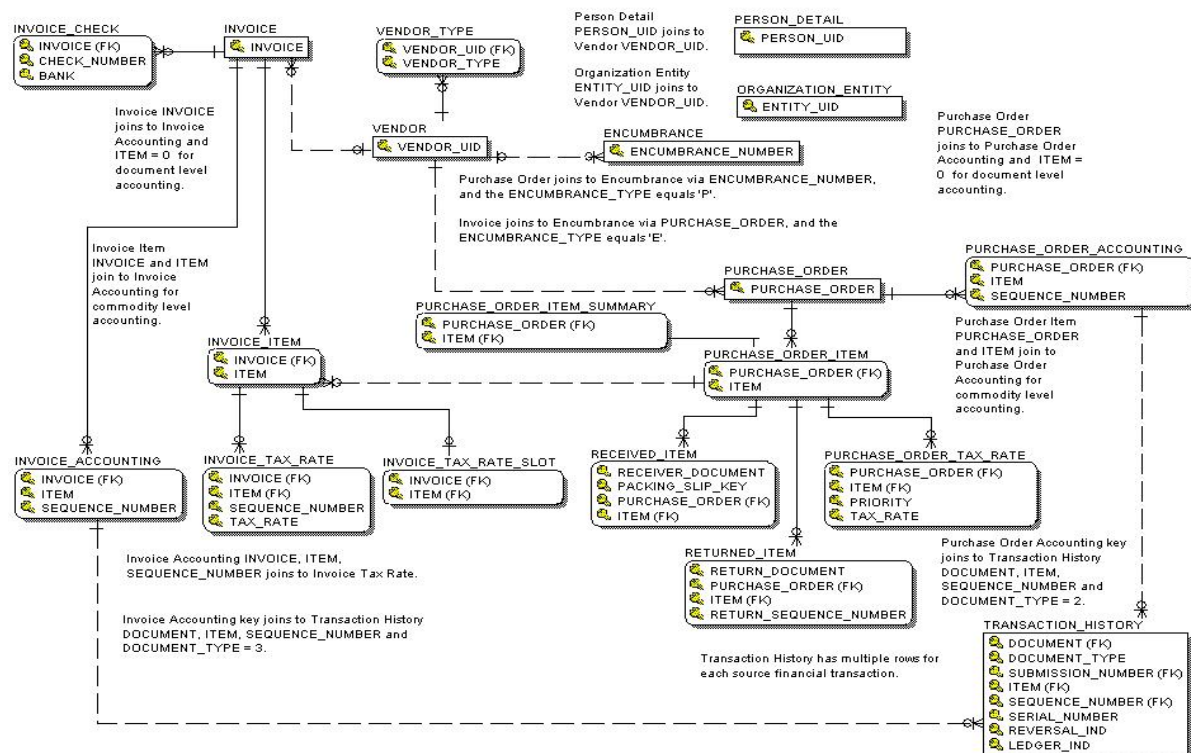 INVOICE_CHECK
INVOICE (FK)
CHECK_NUMBER
BANK
INVOICE
INVOICE
VENDOR_TYPE
VENDOR_UID (FK)
VENDOR_TYPE
Person Detail
PERSON_UID joins to
Vendor VENDOR_UID.
PERSON_DETAIL
PERSON_UID
Organization Entity
ENTITY_UID joins to
Vendor VENDOR_UID.
ORGANIZATION_ENTITY
ENTITY_UID
Invoice INVOICE
joins to Invoice
Accounting and
ITEM = 0 for
document level
accounting.
VENDOR
VENDOR_UID
ENCUMBRANCE
ENCUMBRANCE_NUMBER
Purchase Order
PURCHASE_ORDER
joins to Purchase Order
Accounting and ITEM =
0 for document level
accounting.
Purchase Order joins to Encumbrance via ENCUMBRANCE_NUMBER,
and the ENCUMBRANCE_TYPE equals 'P'.
Invoice joins to Encumbrance via PURCHASE_ORDER, and the
ENCUMBRANCE_TYPE equals 'E'.
Invoice Item
INVOICE and ITEM
join to Invoice
Accounting for
commodity level
accounting.
PURCHASE_ORDER
PURCHASE_ORDER
PURCHASE_ORDER_ACCOUNTING
PURCHASE_ORDER (FK)
ITEM
SEQUENCE_NUMBER
PURCHASE_ORDER_ITEM_SUMMARY
PURCHASE_ORDER (FK)
ITEM (FK)
INVOICE_ITEM
INVOICE (FK)
ITEM
PURCHASE_ORDER_ITEM
PURCHASE_ORDER (FK)
ITEM
Purchase Order Item
PURCHASE_ORDER
and ITEM join to
Purchase Order
Accounting for
commodity level
accounting.
INVOICE_ACCOUNTING
INVOICE (FK)
ITEM
SEQUENCE_NUMBER
INVOICE_TAX_RATE
INVOICE (FK)
ITEM (FK)
SEQUENCE_NUMBER
TAX_RATE
INVOICE_TAX_RATE_SLOT
INVOICE (FK)
ITEM (FK)
RECEIVED_ITEM
RECEIVER_DOCUMENT
PACKING_SLIP_KEY
PURCHASE_ORDER (FK)
ITEM (FK)
PURCHASE_ORDER_TAX_RATE
PURCHASE_ORDER (FK)
ITEM (FK)
PRIORITY
TAX_RATE
Invoice Accounting INVOICE, ITEM,
SEQUENCE_NUMBER joins to Invoice Tax Rate.
RETURNED_ITEM
RETURN_DOCUMENT
PURCHASE_ORDER (FK)
ITEM (FK)
RETURN_SEQUENCE_NUMBER
Purchase Order Accounting key
joins to Transaction History
DOCUMENT, ITEM,
SEQUENCE_NUMBER and
DOCUMENT_TYPE = 2.
Invoice Accounting key joins to Transaction History
DOCUMENT, ITEM, SEQUENCE_NUMBER and
DOCUMENT_TYPE = 3.
Transaction History has multiple rows for
each source financial transaction.
TRANSACTION_HISTORY
DOCUMENT (FK)
DOCUMENT_TYPE
SUBMISSION_NUMBER (FK)
ITEM (FK)
SEQUENCE_NUMBER (FK)
SERIAL_NUMBER
REVERSAL_IND
LEDGER_IND